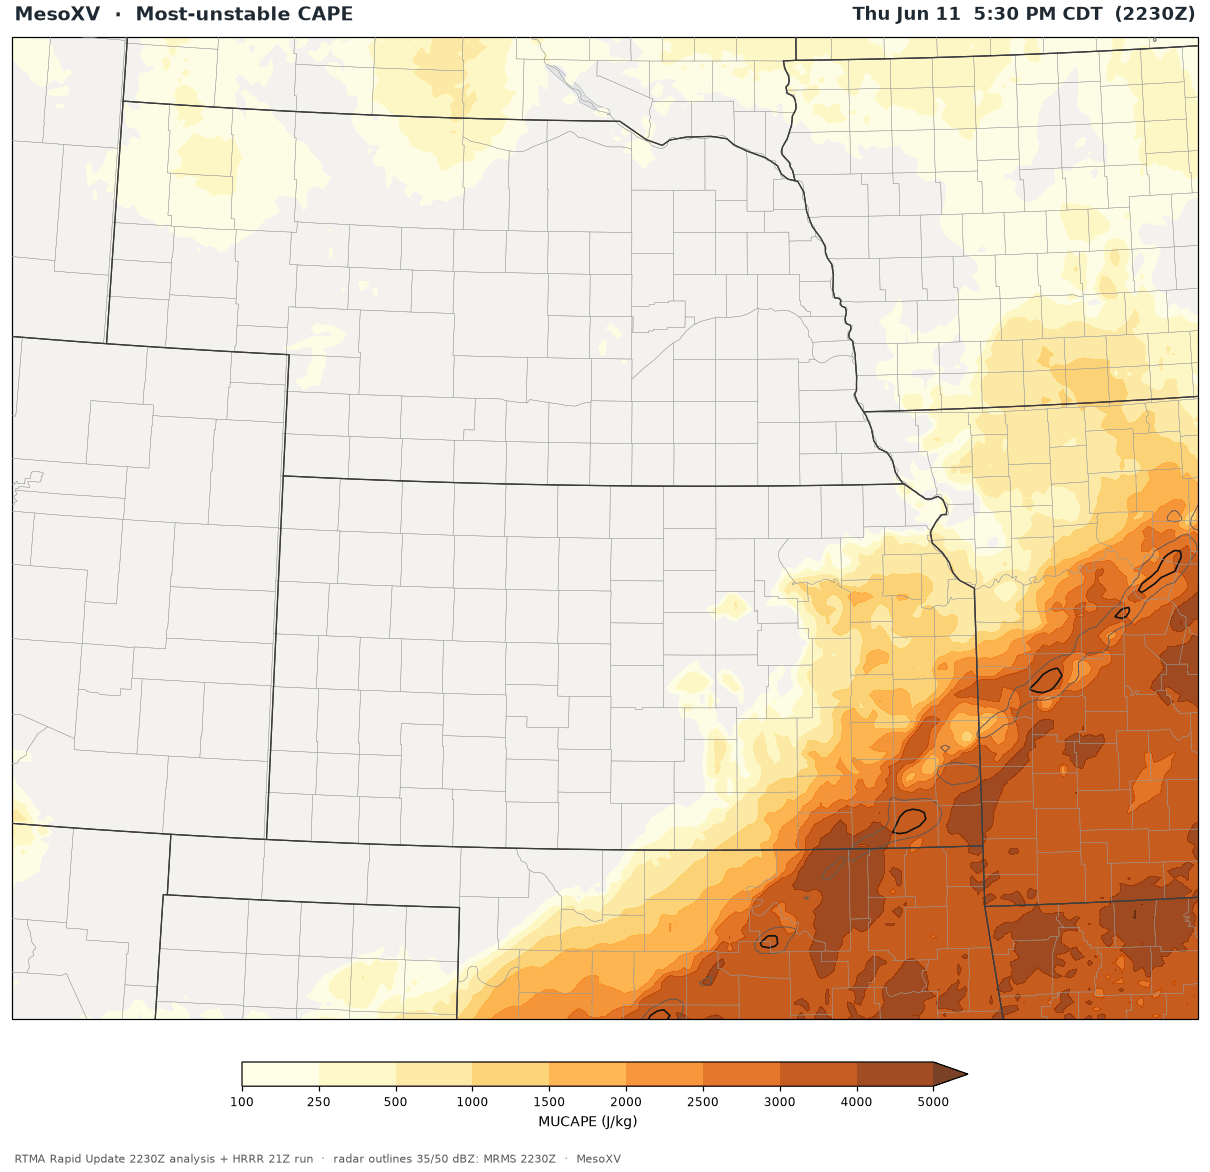 MesoXV · Most-unstable CAPE
Thu Jun 11 5:30 PM CDT (2230Z)
100 250 500 1000 1500 2000 2500 3000 4000 5000
MUCAPE (J/kg)
RTMA Rapid Update 2230Z analysis + HRRR 21Z run · radar outlines 35/50 dBZ: MRMS 2230Z · MesoXV